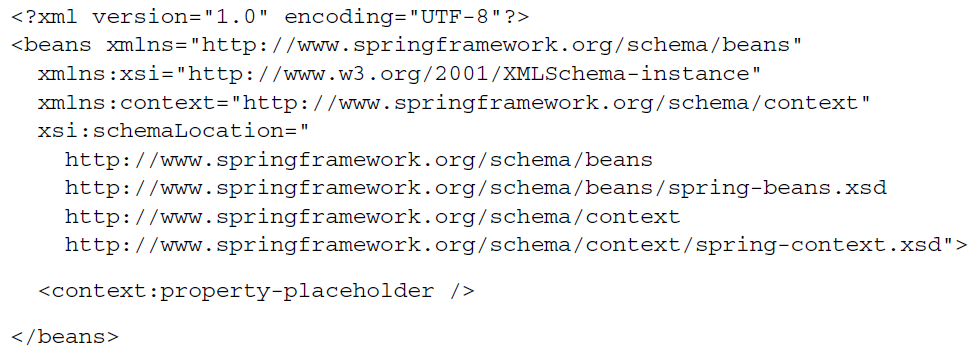 <?xml version="1.0" encoding="UTF-8"?>
<beans xmlns="http://www.springframework.org/schema/beans"
  xmlns:xsi="http://www.w3.org/2001/XMLSchema-instance"
  xmlns:context="http://www.springframework.org/schema/context"
  xsi:schemaLocation="
    http://www.springframework.org/schema/beans
    http://www.springframework.org/schema/beans/spring-beans.xsd
    http://www.springframework.org/schema/context
    http://www.springframework.org/schema/context/spring-context.xsd">
  <context:property-placeholder />
</beans>